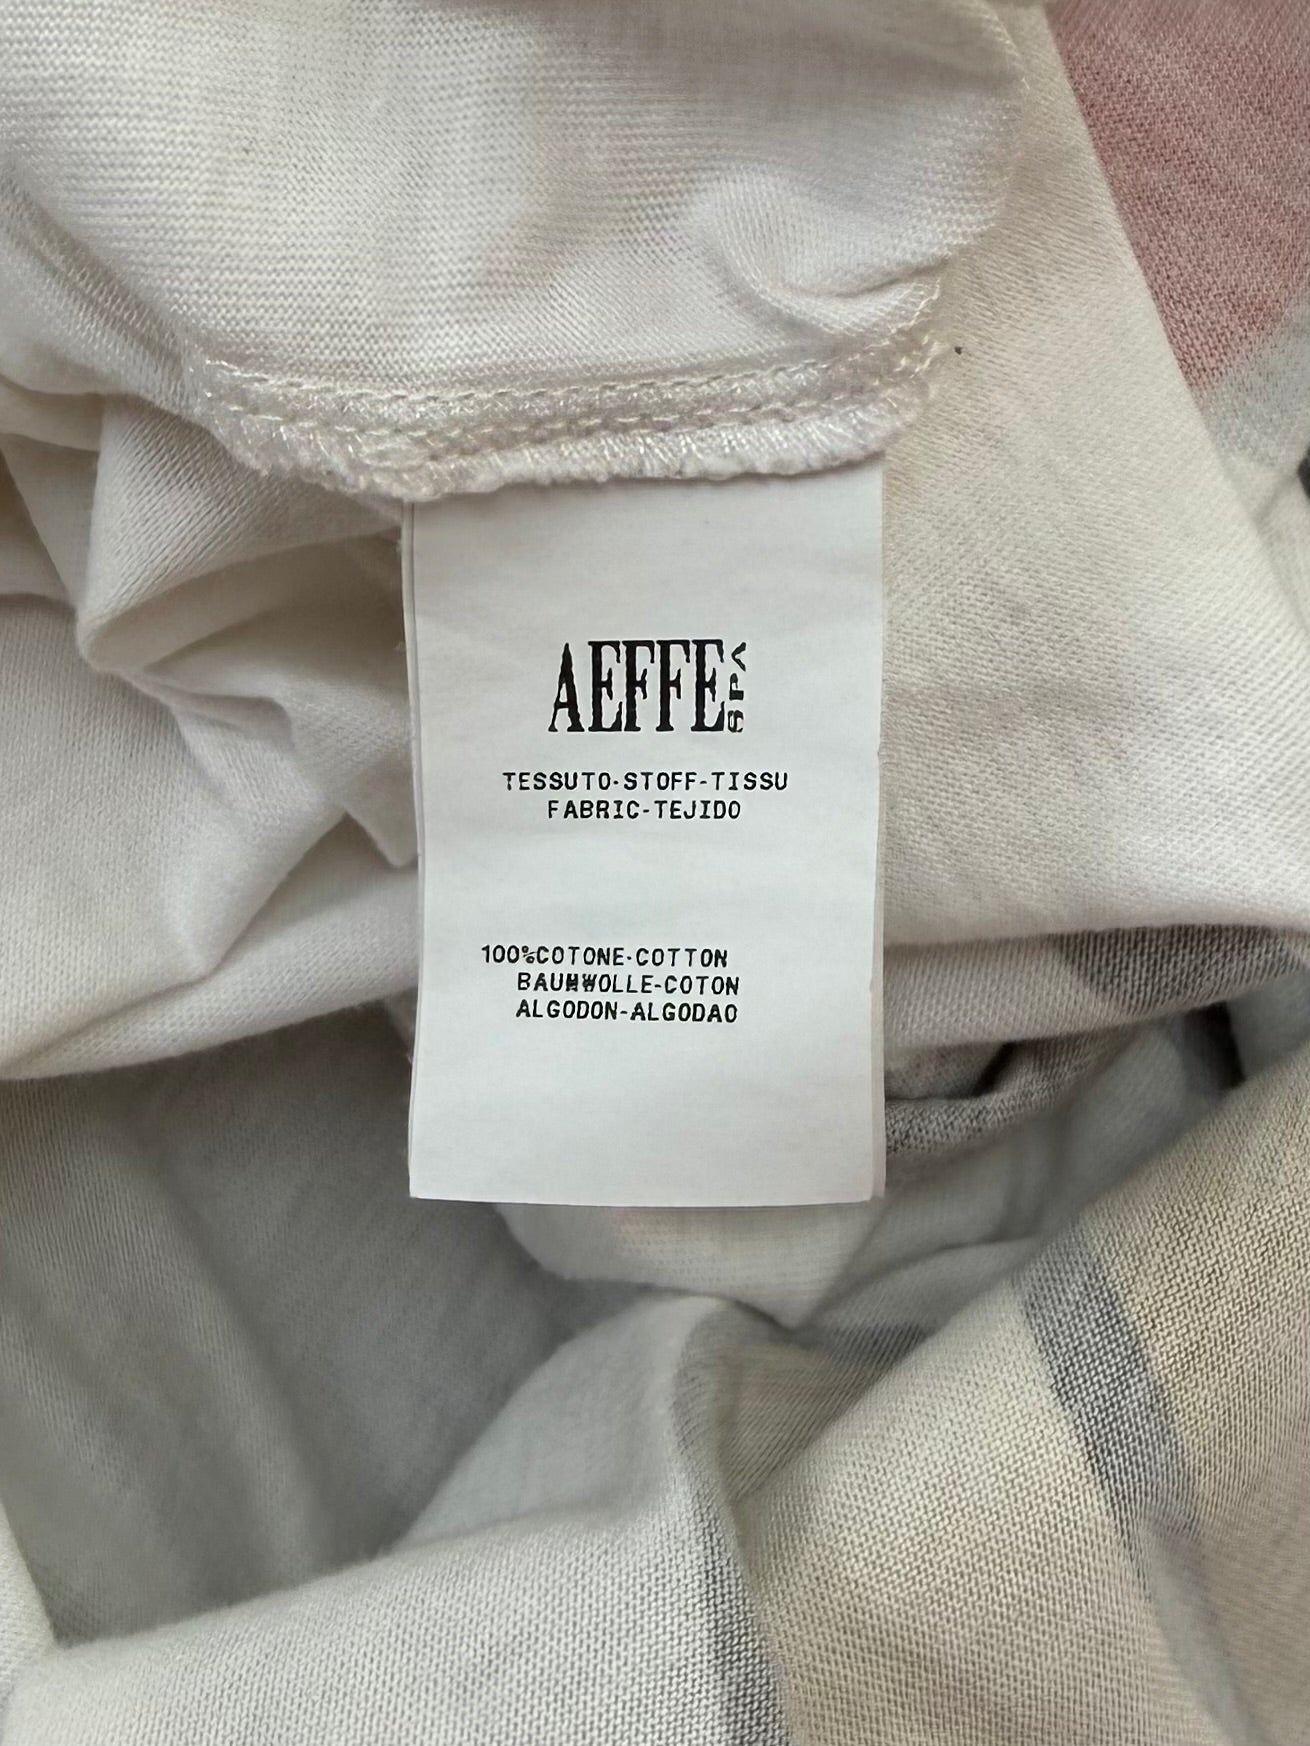 AEFFE SPA
TESSUTO-STOFF-TISSU
FABRIC-TEJIDO
100%COTONE-COTTON
BAUMWOLLE-COTON
ALGODON-ALGODAO